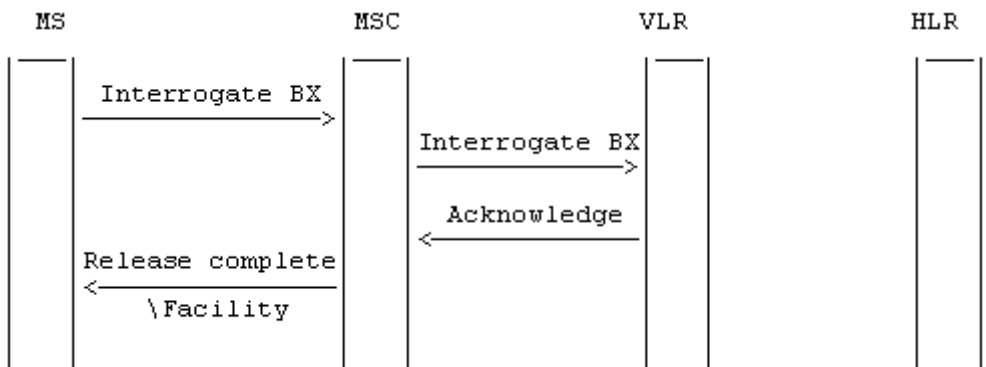 MS MSC VLR HLR
Interrogate BX
Interrogate BX
Acknowledge
Release complete
\Facility